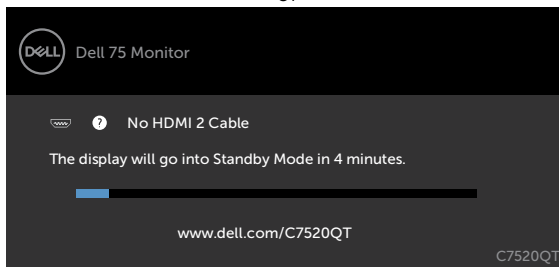 DELL
Dell 75 Monitor
? No HDMI 2 Cable
The display will go into Standby Mode in 4 minutes.
www.dell.com/C7520QT
C7520QT